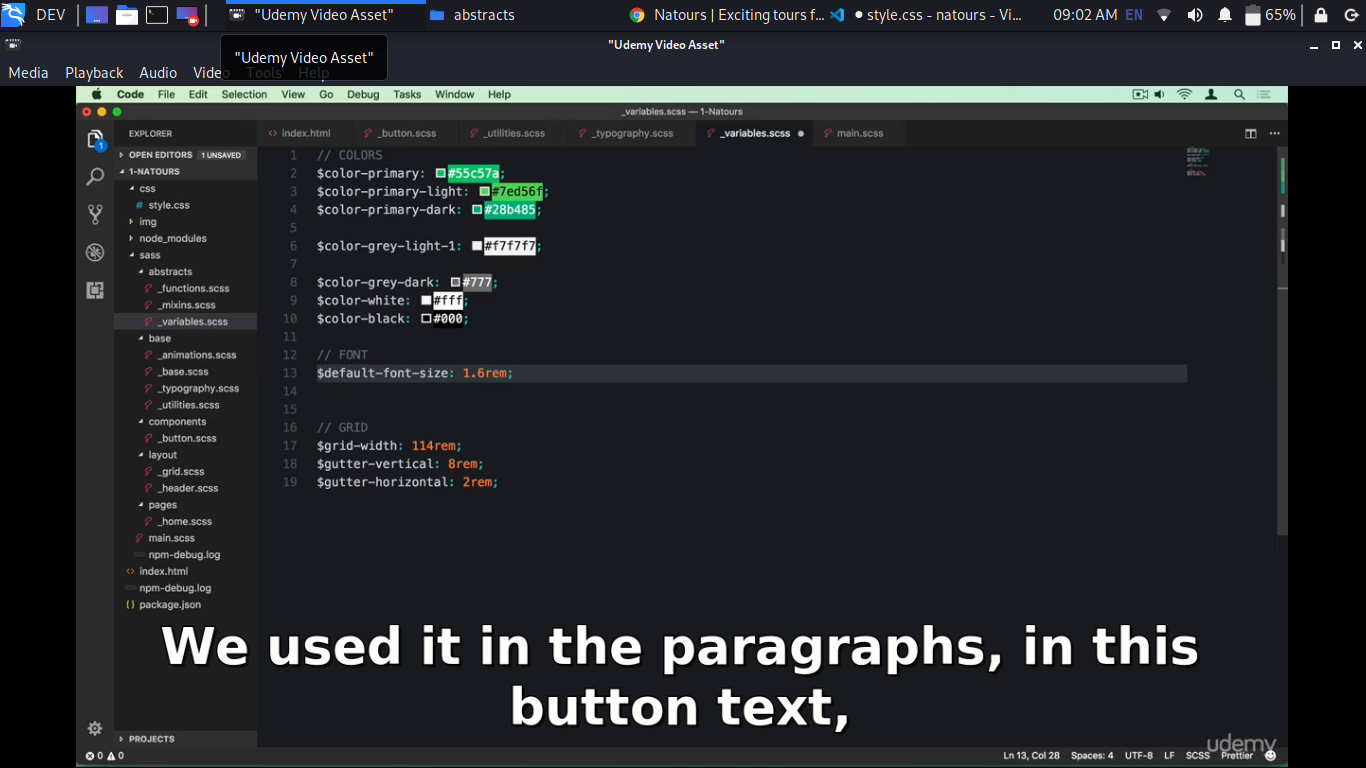 DEV
"Udemy Video Asset"
abstracts
Natours | Exciting tours f...
style.css - natours - Vi...
09:02 AM
EN
65%
"Udemy Video Asset"
"Udemy Video Asset"
Media Playback Audio Video Tools Help
Code File Edit Selection View Go Debug Tasks Window Help
_variables.scss — 1-Natours
EXPLORER
index.html
_button.scss
_utilities.scss
_typography.scss
_variables.scss
main.scss
OPEN EDITORS 1 UNSAVED
1-NATOURS
css
# style.css
img
node_modules
sass
abstracts
_functions.scss
_mixins.scss
_variables.scss
base
_animations.scss
_base.scss
_typography.scss
_utilities.scss
components
_button.scss
layout
_grid.scss
_header.scss
pages
_home.scss
main.scss
npm-debug.log
<> index.html
npm-debug.log
{} package.json
PROJECTS
1 // COLORS
2 $color-primary: #55c57a;
3 $color-primary-light: #7ed56f;
4 $color-primary-dark: #28b485;
5
6 $color-grey-light-1: #f7f7f7;
7
8 $color-grey-dark: #777;
9 $color-white: #fff;
10 $color-black: #000;
11
12 // FONT
13 $default-font-size: 1.6rem;
14
15
16 // GRID
17 $grid-width: 114rem;
18 $gutter-vertical: 8rem;
19 $gutter-horizontal: 2rem;
We used it in the paragraphs, in this
button text,
udemy
0 0
Ln 13, Col 28 Spaces: 4 UTF-8 LF SCSS Prettier